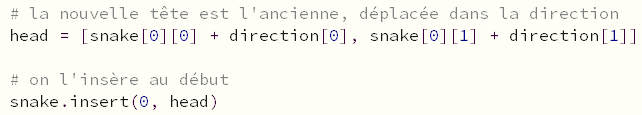 # la nouvelle tête est l'ancienne, déplacée dans la direction
head = [snake[0][0] + direction[0], snake[0][1] + direction[1]]
# on l'insère au début
snake.insert(0, head)